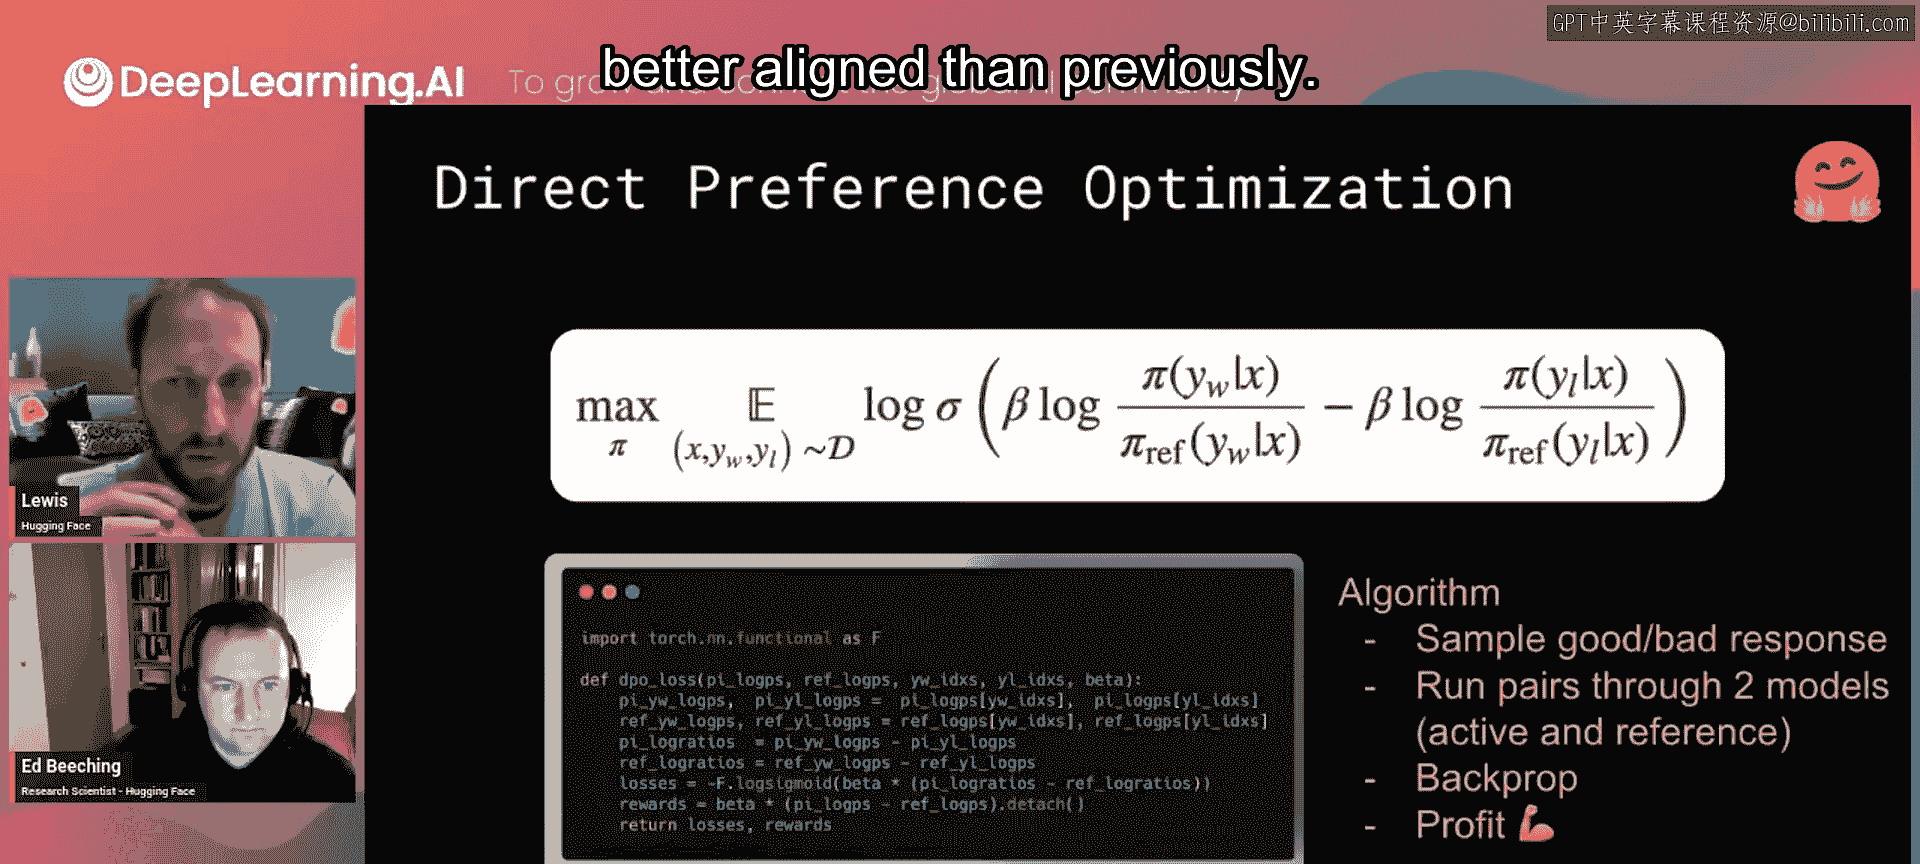 GPT中英字幕课程资源@bilibili.com
DeepLearning.AI
better aligned than previously.
Direct Preference Optimization
max_π 𝔼_(x,y_w,y_l)~𝒟 log σ (β log π(y_w|x) / π_ref(y_w|x) − β log π(y_l|x) / π_ref(y_l|x))
Lewis
Hugging Face
Ed Beeching
Research Scientist - Hugging Face
import torch.nn.functional as F
def dpo_loss(pi_logps, ref_logps, yw_idxs, yl_idxs, beta):
pi_yw_logps, pi_yl_logps = pi_logps[yw_idxs], pi_logps[yl_idxs]
ref_yw_logps, ref_yl_logps = ref_logps[yw_idxs], ref_logps[yl_idxs]
pi_logratios = pi_yw_logps - pi_yl_logps
ref_logratios = ref_yw_logps - ref_yl_logps
losses = -F.logsigmoid(beta * (pi_logratios - ref_logratios))
rewards = beta * (pi_logps - ref_logps).detach()
return losses, rewards
Algorithm
- Sample good/bad response
- Run pairs through 2 models
(active and reference)
- Backprop
- Profit 💪